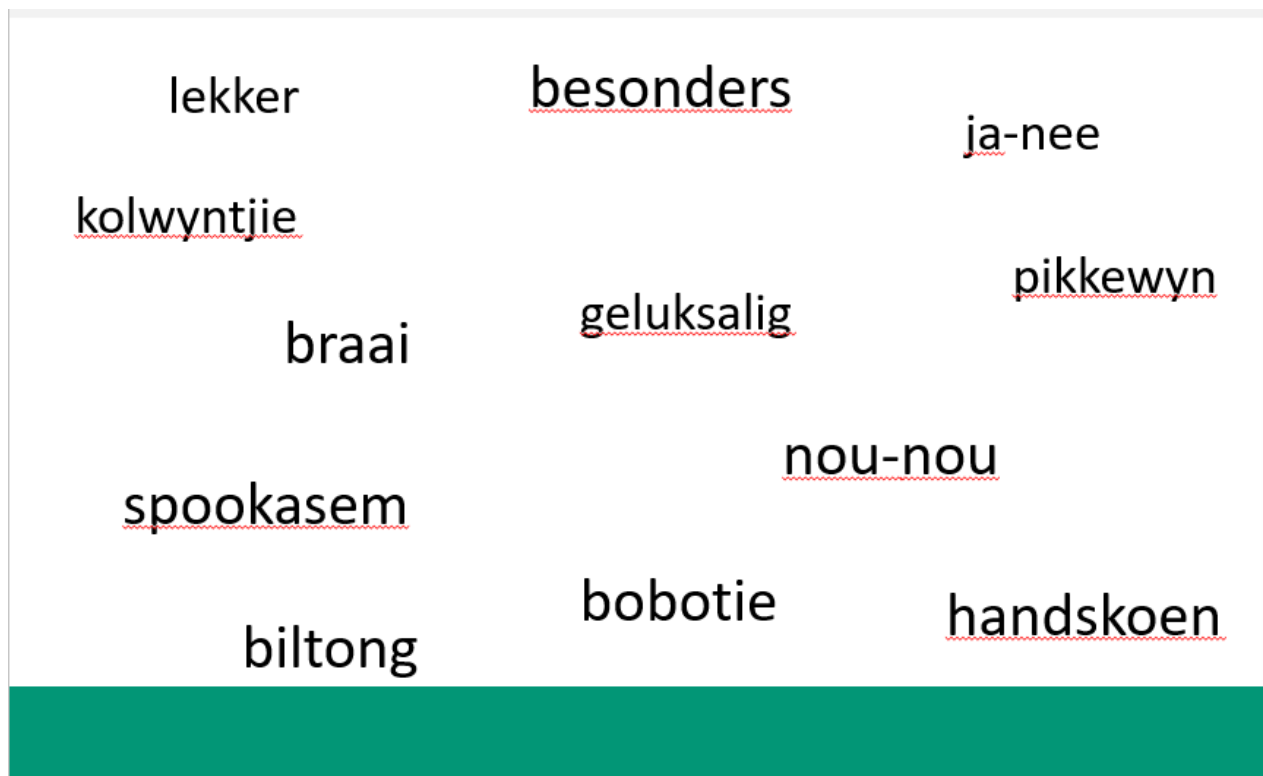 lekker
besonders
ja-nee
kolwyntjie
pikkewyn
geluksalig
braai
nou-nou
spookasem
bobotie
handskoen
biltong